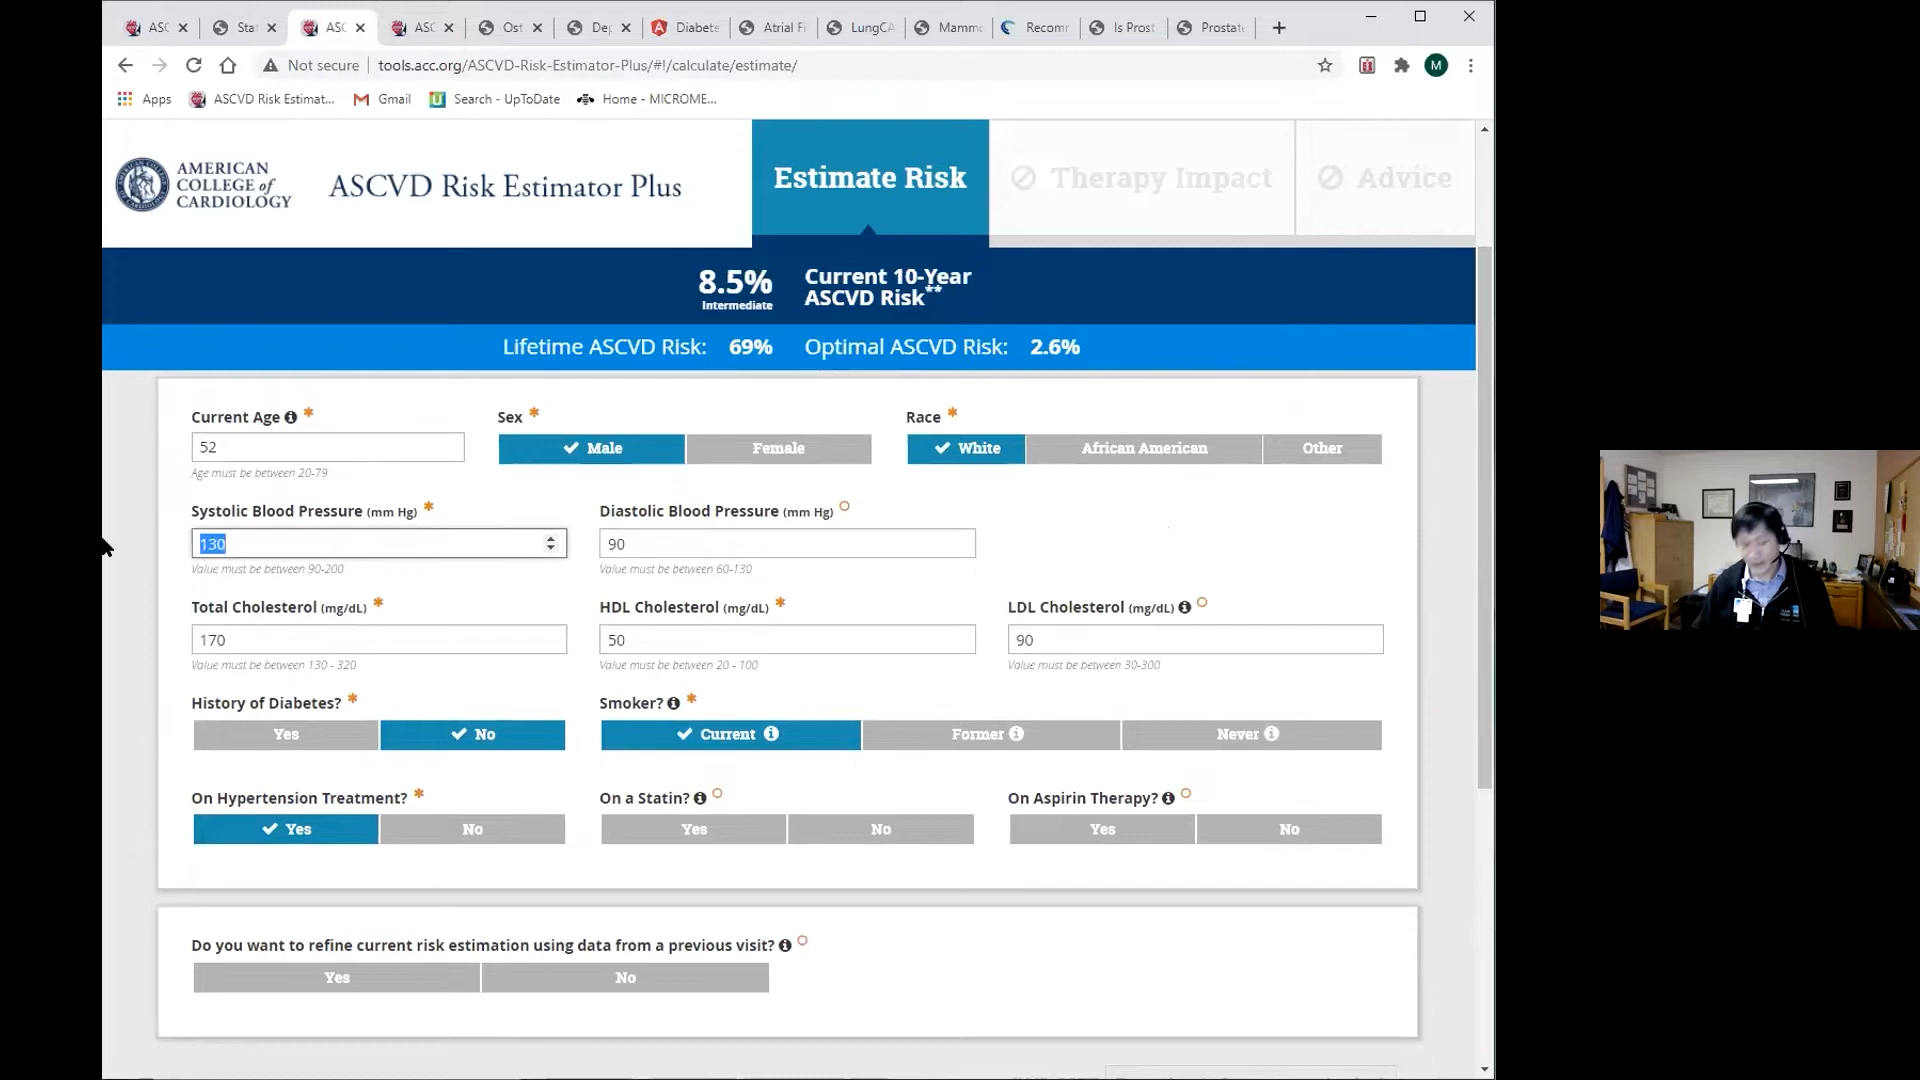 ASC
Sta
ASC
ASC
Ost
De
Diabete
Atrial Fi
LungCA
Mammo
Recomr
Is Prost
Prostat
Not secure
tools.acc.org/ASCVD-Risk-Estimator-Plus/#!/calculate/estimate/
M
Apps
ASCVD Risk Estimat...
Gmail
Search - UpToDate
Home - MICROME...
AMERICAN
COLLEGE of
CARDIOLOGY
ASCVD Risk Estimator Plus
Estimate Risk
Therapy Impact
Advice
8.5%
Intermediate
Current 10-Year
ASCVD Risk**
Lifetime ASCVD Risk: 69% Optimal ASCVD Risk: 2.6%
Current Age *
52
Age must be between 20-79
Sex *
Male
Female
Race *
White
African American
Other
Systolic Blood Pressure (mm Hg) *
130
Value must be between 90-200
Diastolic Blood Pressure (mm Hg)
90
Value must be between 60-130
Total Cholesterol (mg/dL) *
170
Value must be between 130 - 320
HDL Cholesterol (mg/dL) *
50
Value must be between 20 - 100
LDL Cholesterol (mg/dL)
90
Value must be between 30-300
History of Diabetes? *
Yes
No
Smoker? *
Current
Former
Never
On Hypertension Treatment? *
Yes
No
On a Statin?
Yes
No
On Aspirin Therapy?
Yes
No
Do you want to refine current risk estimation using data from a previous visit?
Yes
No